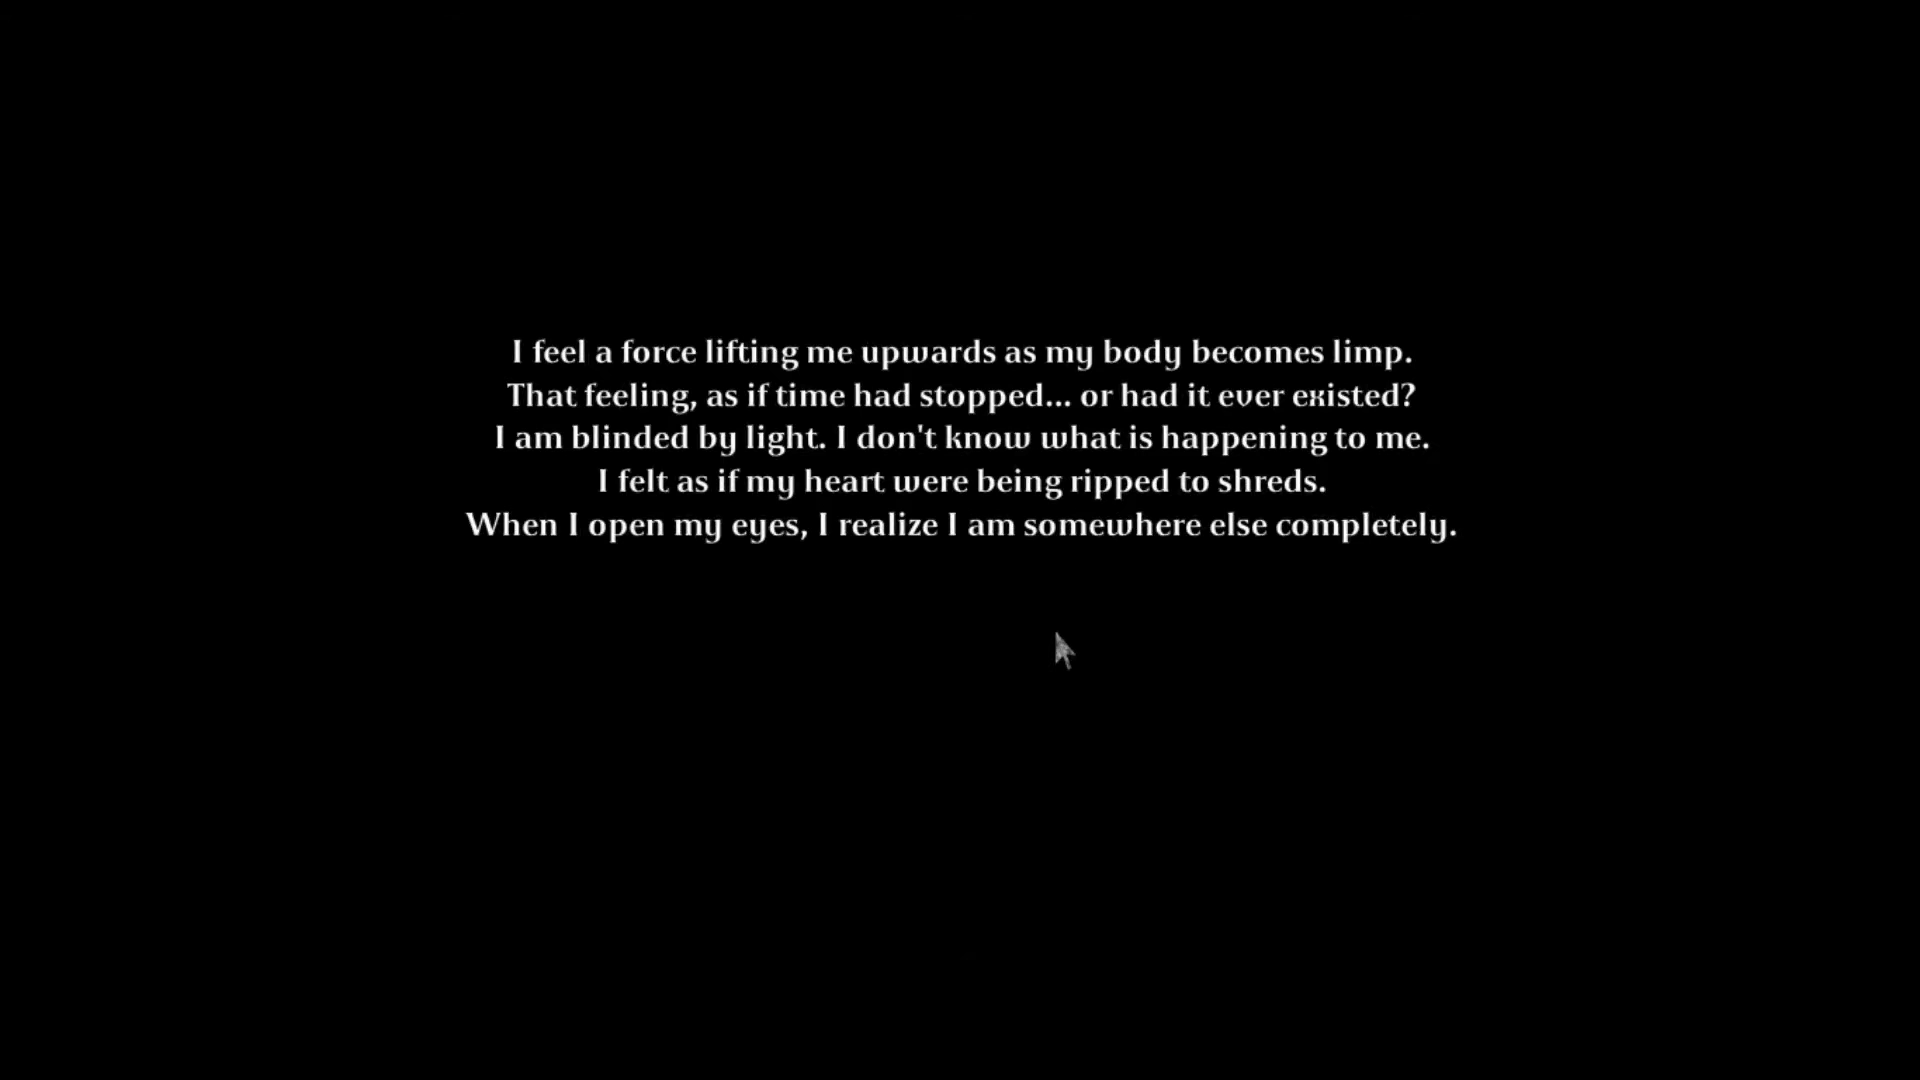 I feel a force lifting me upwards as my body becomes limp.
That feeling, as if time had stopped... or had it ever existed?
I am blinded by light. I don't know what is happening to me.
I felt as if my heart were being ripped to shreds.
When I open my eyes, I realize I am somewhere else completely.